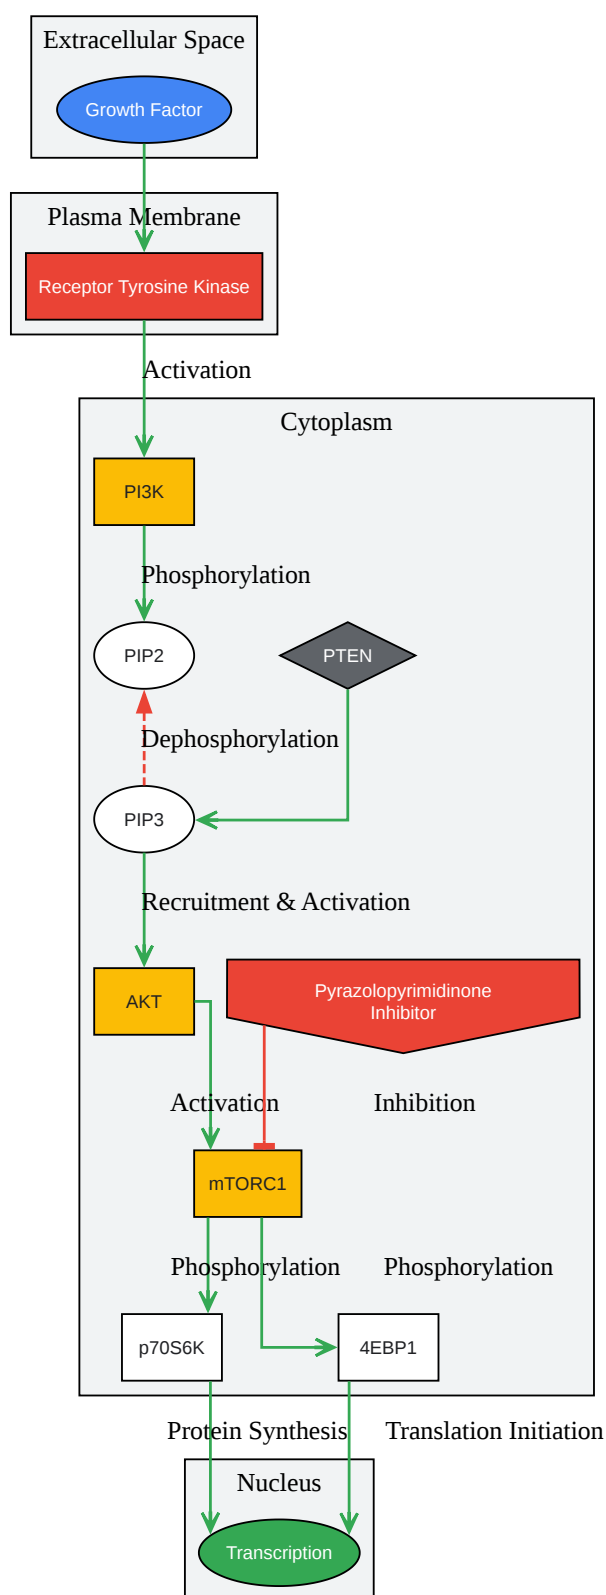 Extracellular Space
Growth Factor
Plasma Membrane
Receptor Tyrosine Kinase
Activation
Cytoplasm
PI3K
Phosphorylation
PIP2
PTEN
Dephosphorylation
PIP3
Recruitment & Activation
AKT
Pyrazolopyrimidinone
Inhibitor
Activation
Inhibition
mTORC1
Phosphorylation
Phosphorylation
p70S6K
4EBP1
Protein Synthesis
Translation Initiation
Nucleus
Transcription